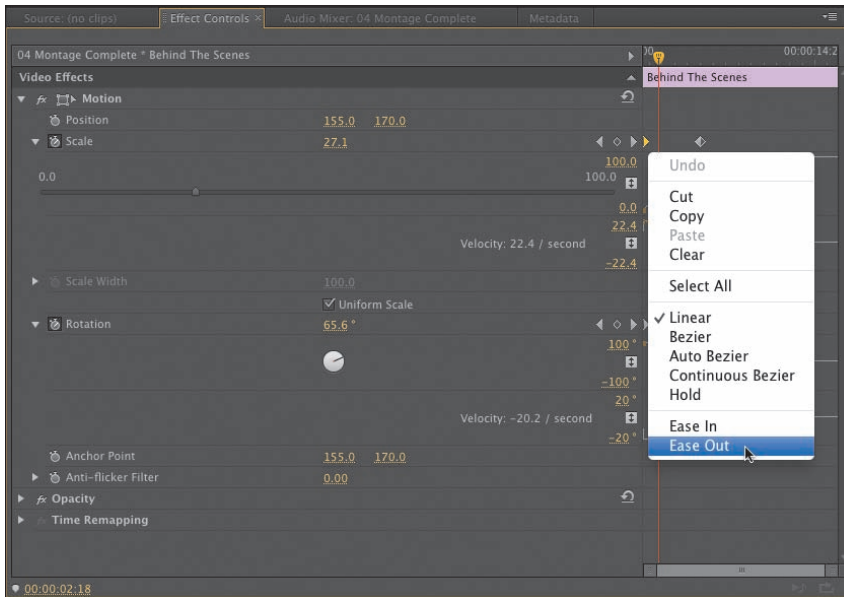 Source: (no clips)
Effect Controls ×
Audio Mixer: 04 Montage Complete
Metadata
04 Montage Complete * Behind The Scenes
00:00:14:2
Video Effects
Behind The Scenes
fx Motion
Position 155.0 170.0
Scale 27.1
100.0
0.0 100.0
0.0
22.4
Velocity: 22.4 / second
-22.4
Scale Width 100.0
Uniform Scale
Rotation 65.6 °
100 °
-100 °
20 °
Velocity: -20.2 / second
-20 °
Anchor Point 155.0 170.0
Anti-flicker Filter 0.00
fx Opacity
Time Remapping
00:00:02:18
Undo
Cut
Copy
Paste
Clear
Select All
✓ Linear
Bezier
Auto Bezier
Continuous Bezier
Hold
Ease In
Ease Out